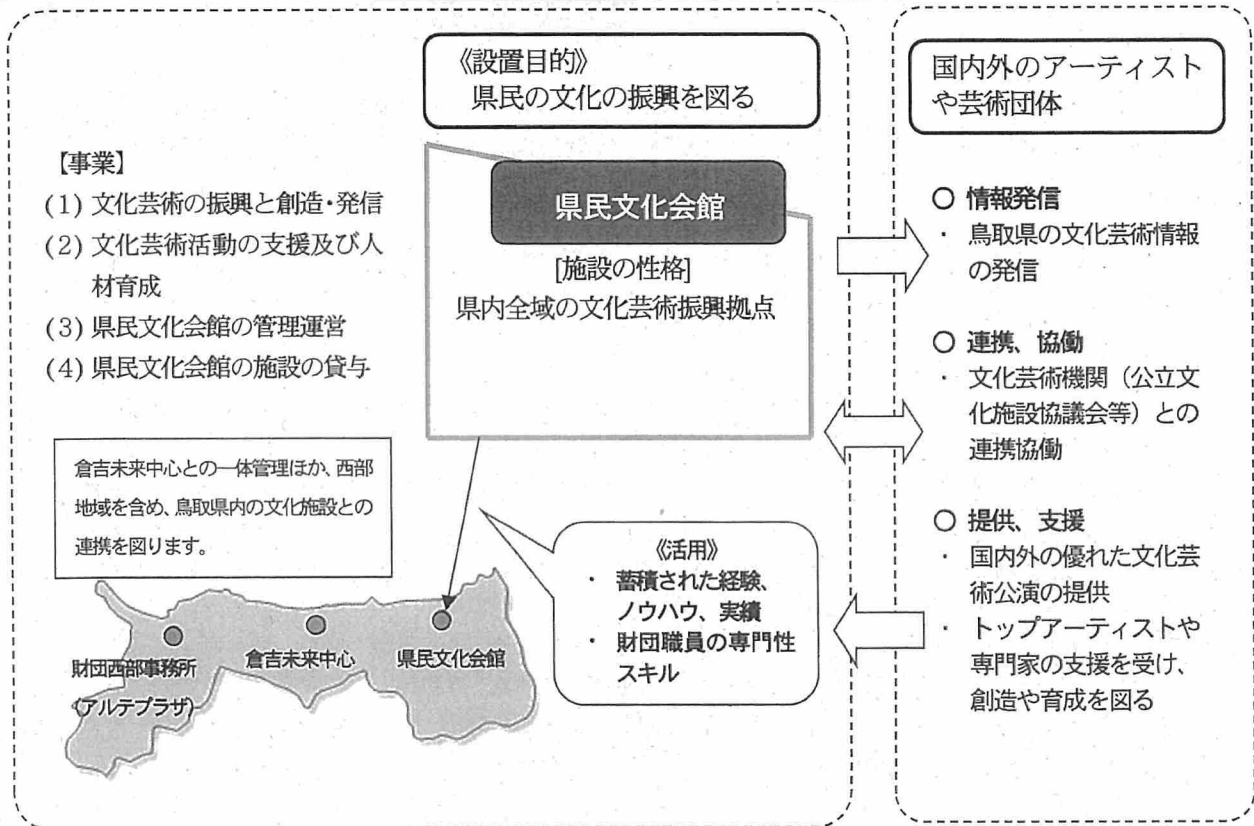 《設置目的》
県民の文化の振興を図る
【事業】
(1) 文化芸術の振興と創造・発信
(2) 文化芸術活動の支援及び人
材育成
(3) 県民文化会館の管理運営
(4) 県民文化会館の施設の貸与
県民文化会館
[施設の性格]
県内全域の文化芸術振興拠点
倉吉未来中心との一体管理ほか、西部
地域を含め、鳥取県内の文化施設との
連携を図ります。
財団西部事務所
(アルテプラザ)
倉吉未来中心
県民文化会館
《活用》
・ 蓄積された経験、
ノウハウ、実績
・ 財団職員の専門性
スキル
国内外のアーティスト
や芸術団体
○ 情報発信
・ 鳥取県の文化芸術情報
の発信
○ 連携、協働
・ 文化芸術機関（公立文
化施設協議会等）との
連携協働
○ 提供、支援
・ 国内外の優れた文化芸
術公演の提供
・ トップアーティストや
専門家の支援を受け、
創造や育成を図る